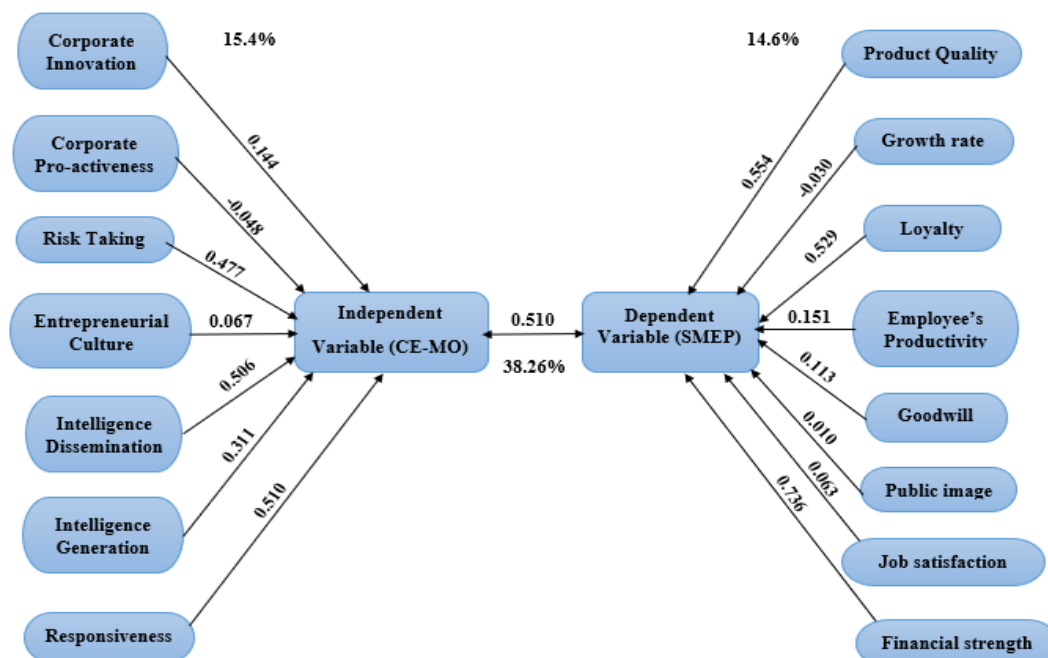 Corporate
Innovation
15.4%
14.6%
Product Quality
0.144
0.554
Corporate
Pro-activeness
-0.048
-0.030
Growth rate
Risk Taking
0.477
0.529
Loyalty
Entrepreneurial
Culture
0.067
Independent
Variable (CE-MO)
0.510
38.26%
Dependent
Variable (SMEP)
0.151
Employee's
Productivity
Intelligence
Dissemination
0.506
0.113
Goodwill
0.311
0.010
Public image
Intelligence
Generation
0.510
0.063
Job satisfaction
0.736
Responsiveness
Financial strength